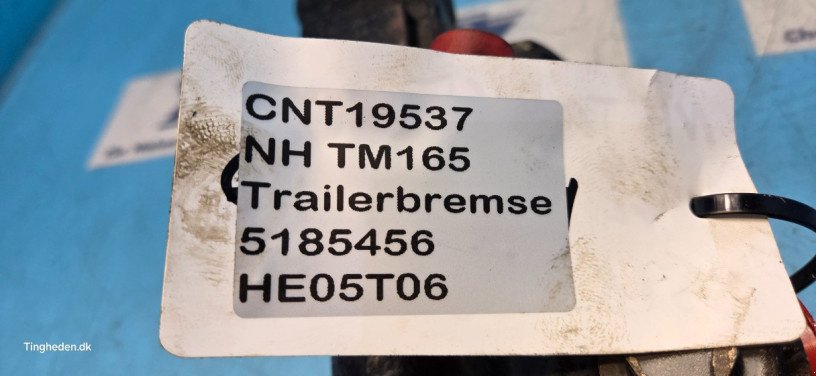 CNT19537
NH TM165
Trailerbremse
5185456
HE05T06
Tingheden.dk